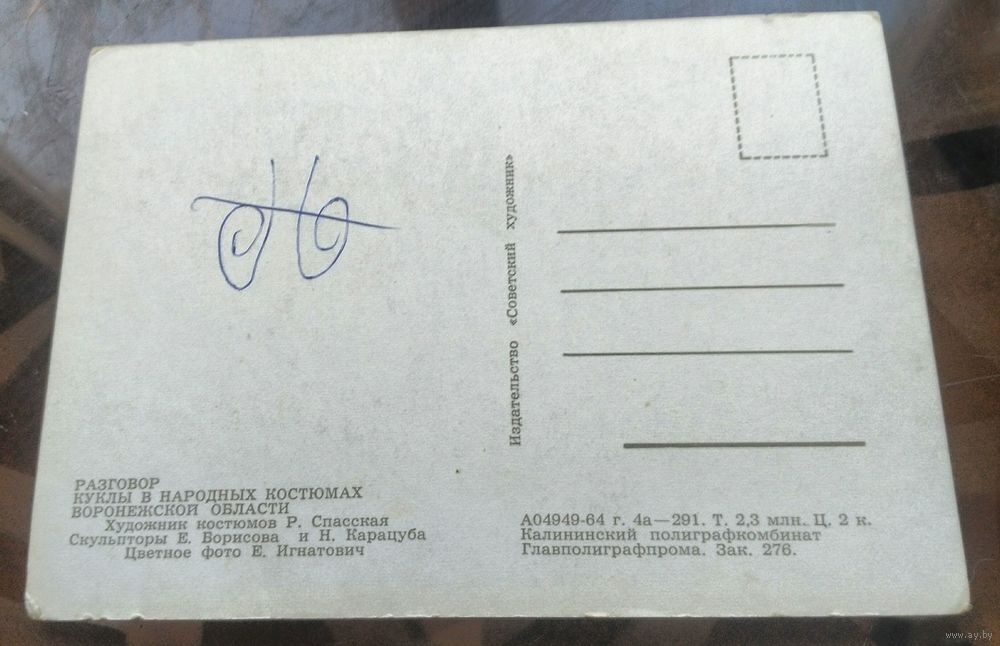 РАЗГОВОР
КУКЛЫ В НАРОДНЫХ КОСТЮМАХ
ВОРОНЕЖСКОЙ ОБЛАСТИ
Художник костюмов Р. Спасская
Скульпторы Е. Борисова и Н. Карацуба
Цветное фото Е. Игнатович
Издательство «Советский художник»
А04949-64 г. 4а—291. Т. 2,3 млн. Ц. 2 к.
Калининский полиграфкомбинат
Главполиграфпрома. Зак. 276.
www.ay.by